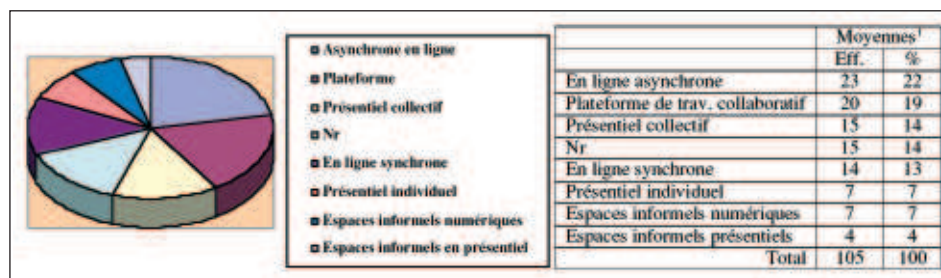 Asynchrone en ligne
Plateforme
Présentiel collectif
Nr
En ligne synchrone
Présentiel individuel
Espaces informels numériques
Espaces informels en présentiel
Moyennes¹
Eff. %
En ligne asynchrone 23 22
Plateforme de trav. collaboratif 20 19
Présentiel collectif 15 14
Nr 15 14
En ligne synchrone 14 13
Présentiel individuel 7 7
Espaces informels numériques 7 7
Espaces informels présentiels 4 4
Total 105 100